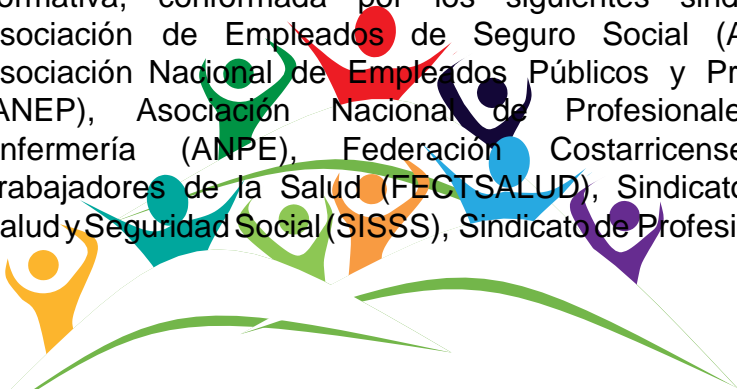 ormativa, conformada por los siguientes sind
sociación de Empleados de Seguro Social (A
sociación Nacional de Empleados Públicos y Pr
ANEP), Asociación Nacional de Profesionale
nfermería (ANPE), Federación Costarricense
rabajadores de la Salud (FECTSALUD), Sindicato
alud y Seguridad Social (SISSS), Sindicato de Profesi